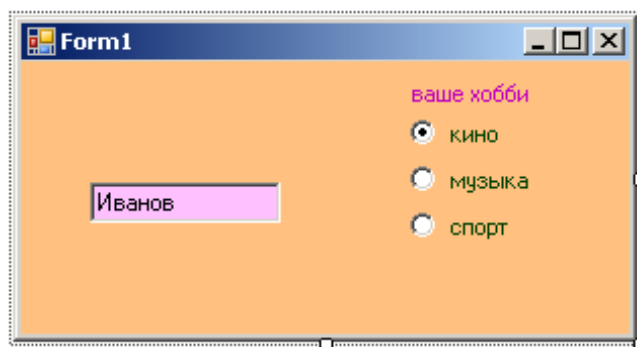 Form1
ваше хобби
кино
музыка
Иванов
спорт